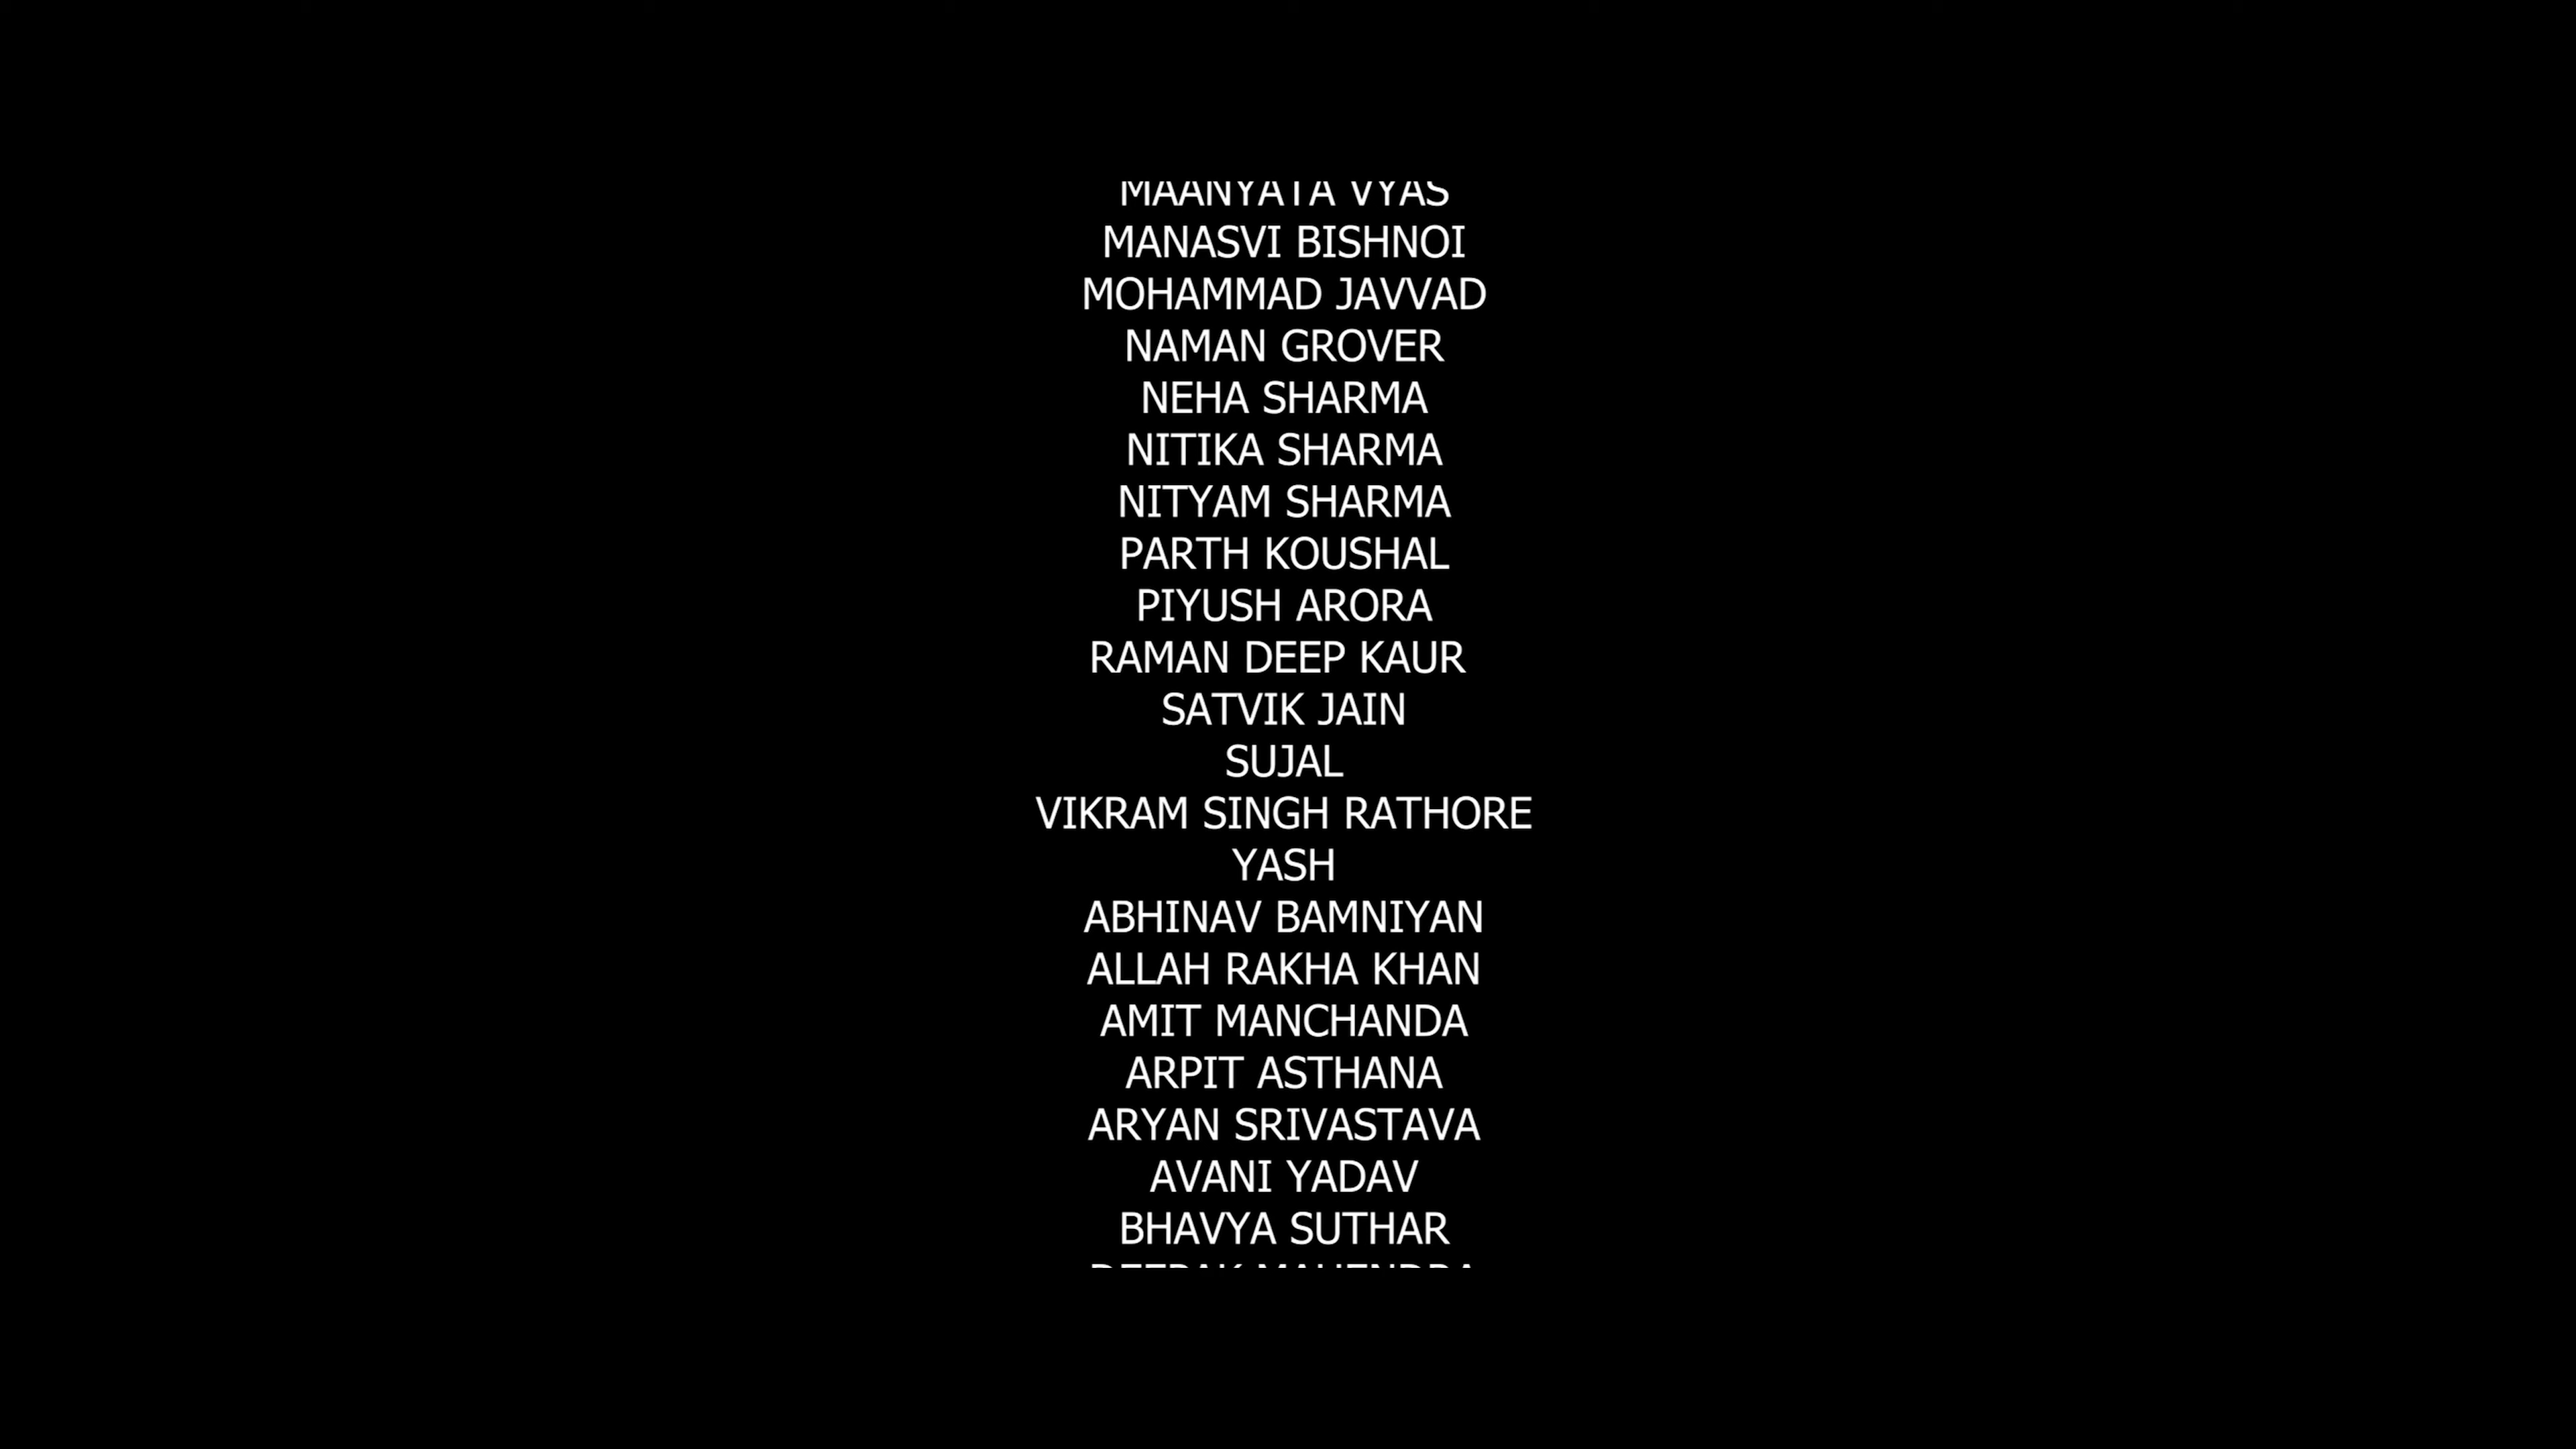 MAANYATA VYAS
MANASVI BISHNOI
MOHAMMAD JAVVAD
NAMAN GROVER
NEHA SHARMA
NITIKA SHARMA
NITYAM SHARMA
PARTH KOUSHAL
PIYUSH ARORA
RAMAN DEEP KAUR
SATVIK JAIN
SUJAL
VIKRAM SINGH RATHORE
YASH
ABHINAV BAMNIYAN
ALLAH RAKHA KHAN
AMIT MANCHANDA
ARPIT ASTHANA
ARYAN SRIVASTAVA
AVANI YADAV
BHAVYA SUTHAR